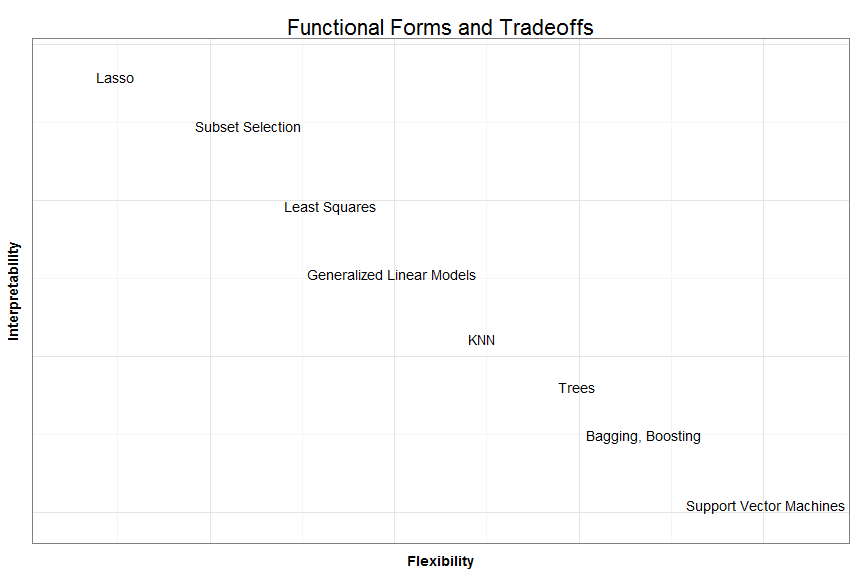 Functional Forms and Tradeoffs
Lasso
Subset Selection
Least Squares
Generalized Linear Models
KNN
Trees
Bagging, Boosting
Support Vector Machines
Interpretability
Flexibility